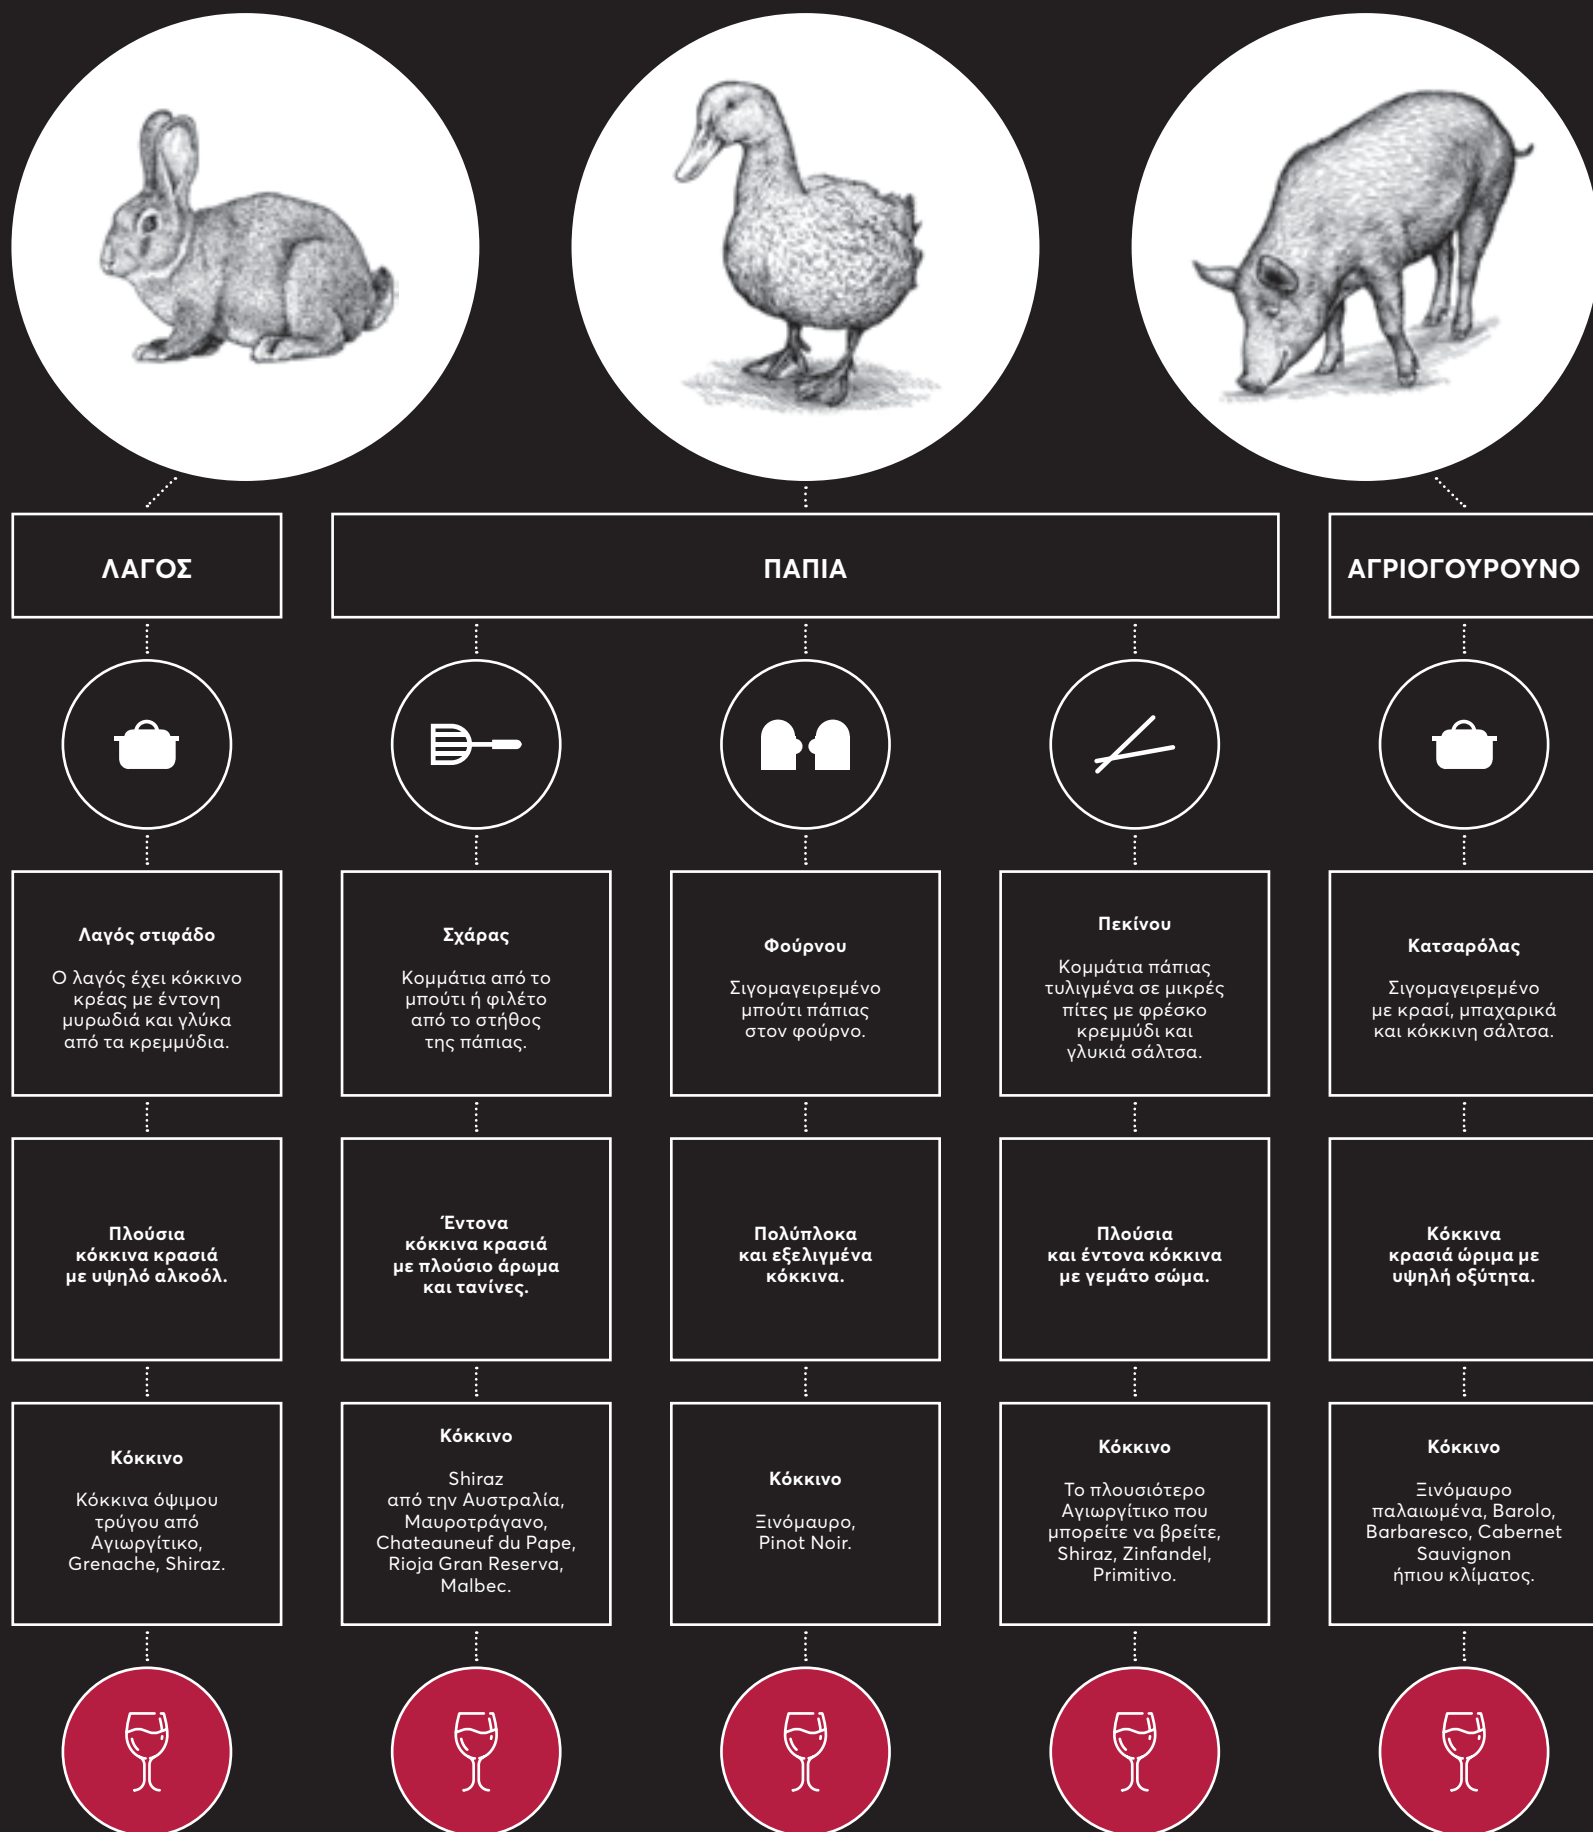 ΛΑΓΟΣ
ΠΑΠΙΑ
ΑΓΡΙΟΓΟΥΡΟΥΝΟ
Λαγός στιφάδο
Ο λαγός έχει κόκκινο
κρέας με έντονη
μυρωδιά και γλύκα
από τα κρεμμύδια.
Σχάρας
Κομμάτια από το
μπούτι ή φιλέτο
από το στήθος
της πάπιας.
Φούρνου
Σιγομαγειρεμένο
μπούτι πάπιας
στον φούρνο.
Πεκίνου
Κομμάτια πάπιας
τυλιγμένα σε μικρές
πίτες με φρέσκο
κρεμμύδι και
γλυκιά σάλτσα.
Κατσαρόλας
Σιγομαγειρεμένο
με κρασί, μπαχαρικά
και κόκκινη σάλτσα.
Πλούσια
κόκκινα κρασιά
με υψηλό αλκοόλ.
Έντονα
κόκκινα κρασιά
με πλούσιο άρωμα
και τανίνες.
Πολύπλοκα
και εξελιγμένα
κόκκινα.
Πλούσια
και έντονα κόκκινα
με γεμάτο σώμα.
Κόκκινα
κρασιά ώριμα με
υψηλή οξύτητα.
Κόκκινο
Κόκκινα όψιμου
τρύγου από
Αγιωργίτικο,
Grenache, Shiraz.
Κόκκινο
Shiraz
από την Αυστραλία,
Μαυροτράγανο,
Chateauneuf du Pape,
Rioja Gran Reserva,
Malbec.
Κόκκινο
Ξινόμαυρο,
Pinot Noir.
Κόκκινο
Το πλουσιότερο
Αγιωργίτικο που
μπορείτε να βρείτε,
Shiraz, Zinfandel,
Primitivo.
Κόκκινο
Ξινόμαυρο
παλαιωμένα, Barolo,
Barbaresco, Cabernet
Sauvignon
ήπιου κλίματος.